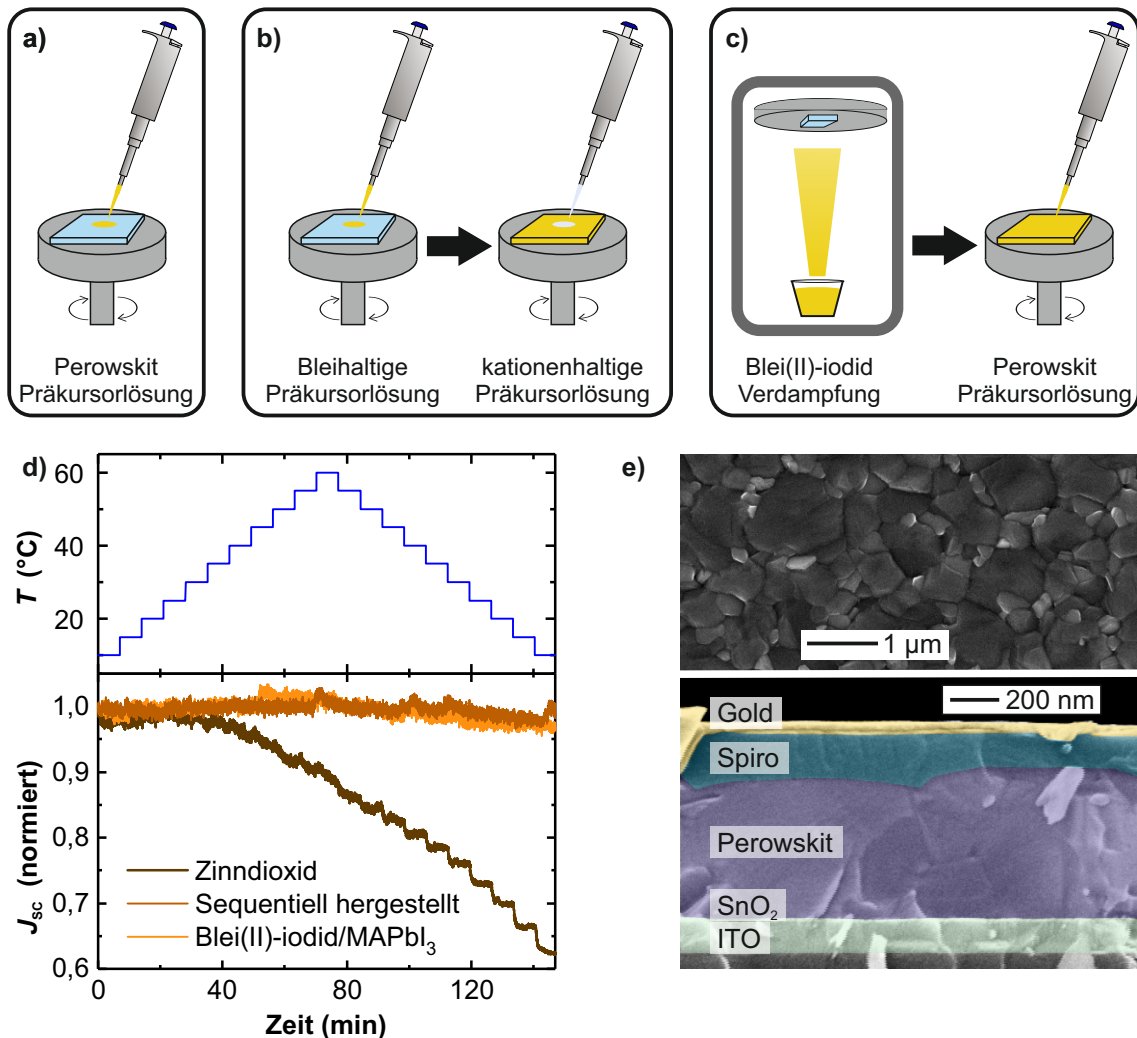 a)
Perowskit
Präkursorlösung
b)
Bleihaltige
Präkursorlösung
kationenhaltige
Präkursorlösung
c)
Blei(II)-iodid
Verdampfung
Perowskit
Präkursorlösung
d)
T (°C)
60
40
20
J_sc (normiert)
1,0
0,9
0,8
0,7
0,6
Zinndioxid
Sequentiell hergestellt
Blei(II)-iodid/MAPbI₃
0
40
80
120
Zeit (min)
e)
1 µm
200 nm
Gold
Spiro
Perowskit
SnO₂
ITO